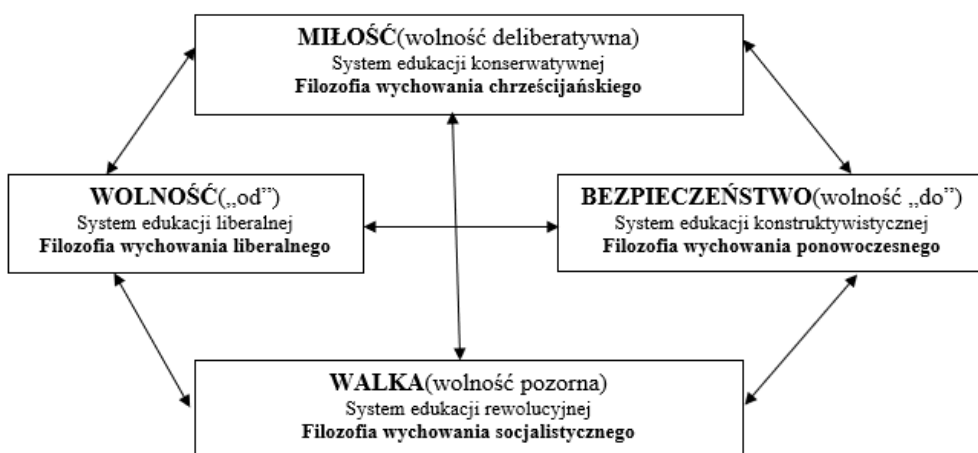 MIŁOŚĆ(wolność deliberatywna)
System edukacji konserwatywnej
Filozofia wychowania chrześcijańskiego
WOLNOŚĆ(„od”)
System edukacji liberalnej
Filozofia wychowania liberalnego
BEZPIECZEŃSTWO(wolność „do”)
System edukacji konstruktywistycznej
Filozofia wychowania ponowoczesnego
WALKA(wolność pozorna)
System edukacji rewolucyjnej
Filozofia wychowania socjalistycznego